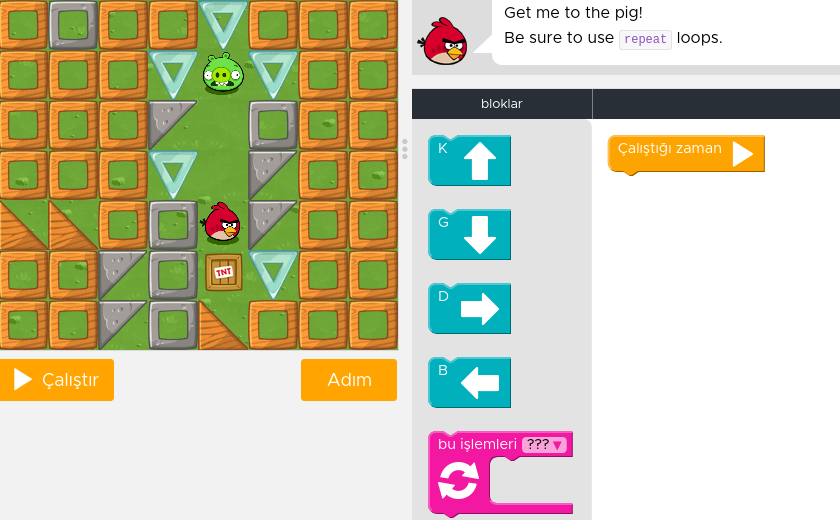 Get me to the pig!
Be sure to use repeat loops.
bloklar
K
Çalıştığı zaman
G
TNT
D
Çalıştır
Adım
B
bu işlemleri ??? ▼